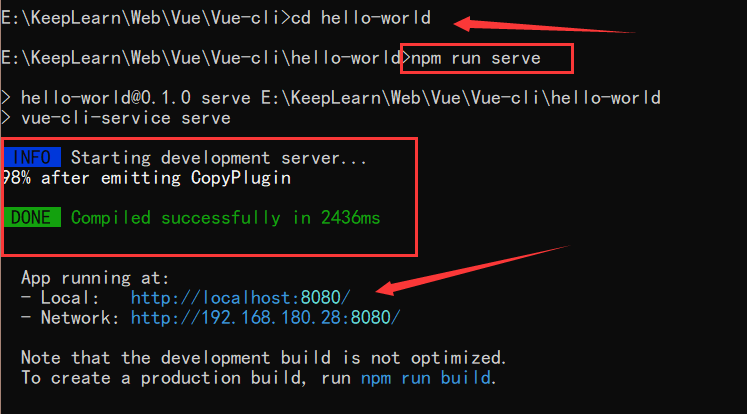 E:\KeepLearn\Web\Vue\Vue-cli>cd hello-world
E:\KeepLearn\Web\Vue\Vue-cli\hello-world>npm run serve
> hello-world@0.1.0 serve E:\KeepLearn\Web\Vue\Vue-cli\hello-world
> vue-cli-service serve
INFO Starting development server...
98% after emitting CopyPlugin
DONE Compiled successfully in 2436ms
App running at:
- Local: http://localhost:8080/
- Network: http://192.168.180.28:8080/
Note that the development build is not optimized.
To create a production build, run npm run build.